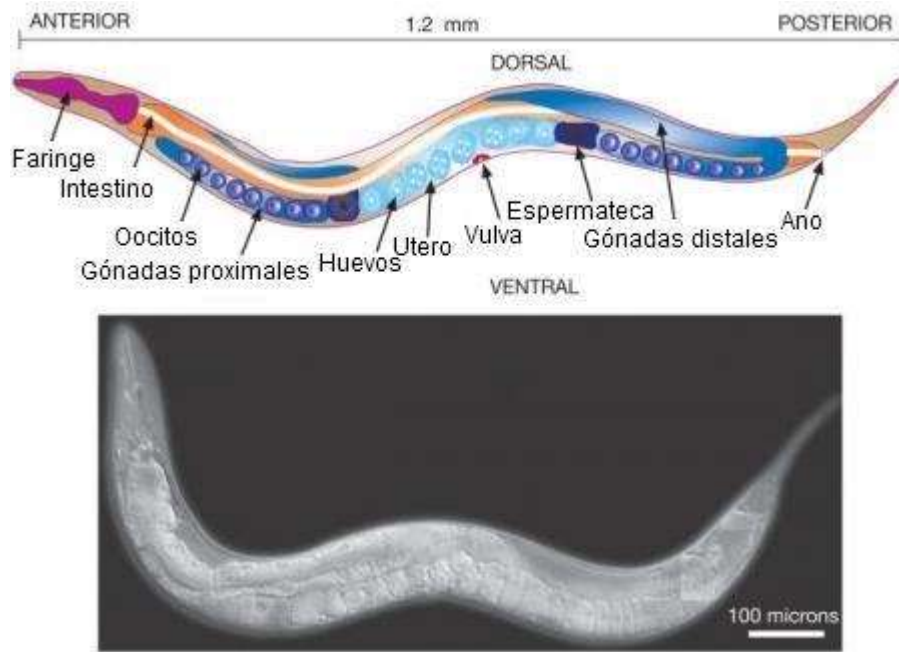 ANTERIOR 1.2 mm POSTERIOR
DORSAL
Faringe
Intestino
Oocitos
Gónadas proximales
Huevos
Utero
Vulva
Espermateca
Gónadas distales
Ano
VENTRAL
100 microns